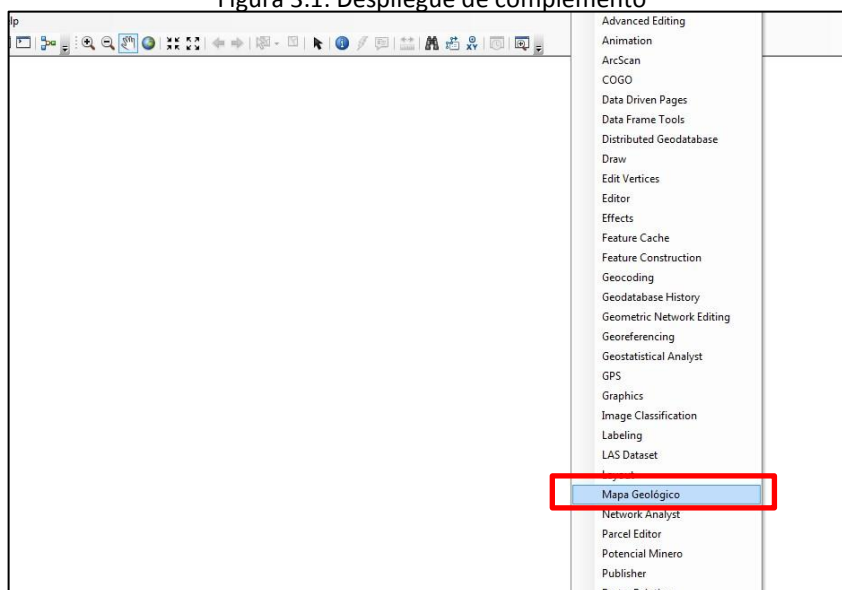 Figura 3.1. Despliegue de complemento
lp
Advanced Editing
Animation
ArcScan
COGO
Data Driven Pages
Data Frame Tools
Distributed Geodatabase
Draw
Edit Vertices
Editor
Effects
Feature Cache
Feature Construction
Geocoding
Geodatabase History
Geometric Network Editing
Georeferencing
Geostatistical Analyst
GPS
Graphics
Image Classification
Labeling
LAS Dataset
Layout
Mapa Geológico
Network Analyst
Parcel Editor
Potencial Minero
Publisher